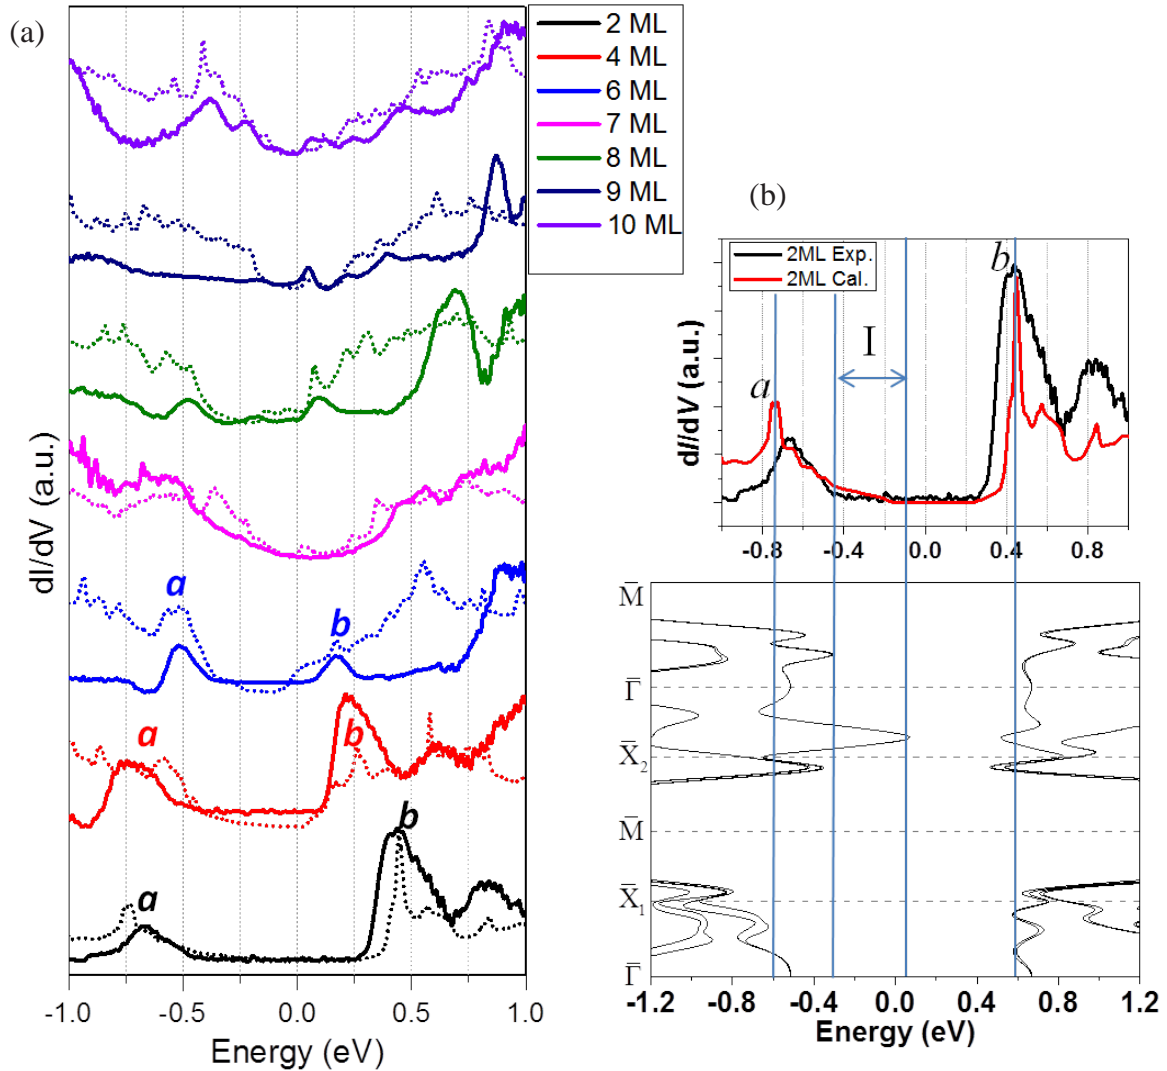 (a)
2 ML
4 ML
6 ML
7 ML
8 ML
9 ML
10 ML
dI/dV (a.u.)
a
b
a
b
a
b
-1.0 -0.5 0.0 0.5 1.0
Energy (eV)
(b)
2ML Exp.
2ML Cal.
b
I
a
dI/dV (a.u.)
-0.8 -0.4 0.0 0.4 0.8
M̅
Γ̅
X̅2
M̅
X̅1
Γ̅
-1.2 -0.8 -0.4 0.0 0.4 0.8 1.2
Energy (eV)